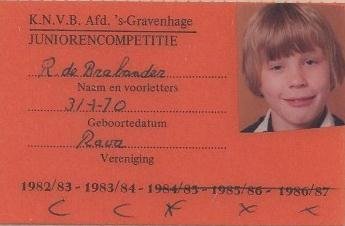 K.N.V.B. Afd. 's-Gravenhage
JUNIORENCOMPETITIE
R. de Brabander
Naam en voorletters
31-1-70
Geboortedatum
Rava
Vereniging
1982/83 - 1983/84 - 1984/85 - 1985/86 - 1986/87
C C